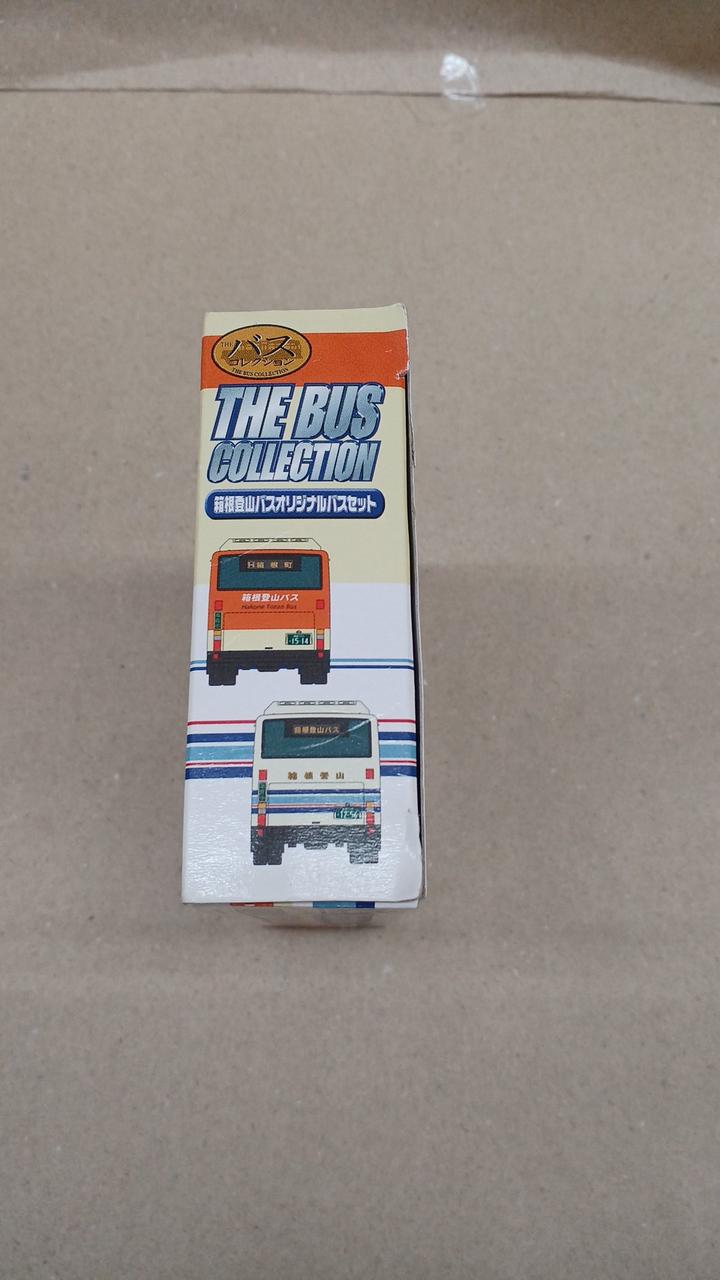 THE
バス
コレクション
THE BUS COLLECTION
THE BUS
COLLECTION
箱根登山バスオリジナルバスセット
H 箱根町
箱根登山バス
Hakone Tozan Bus
1514
箱根登山バス
箱根登山